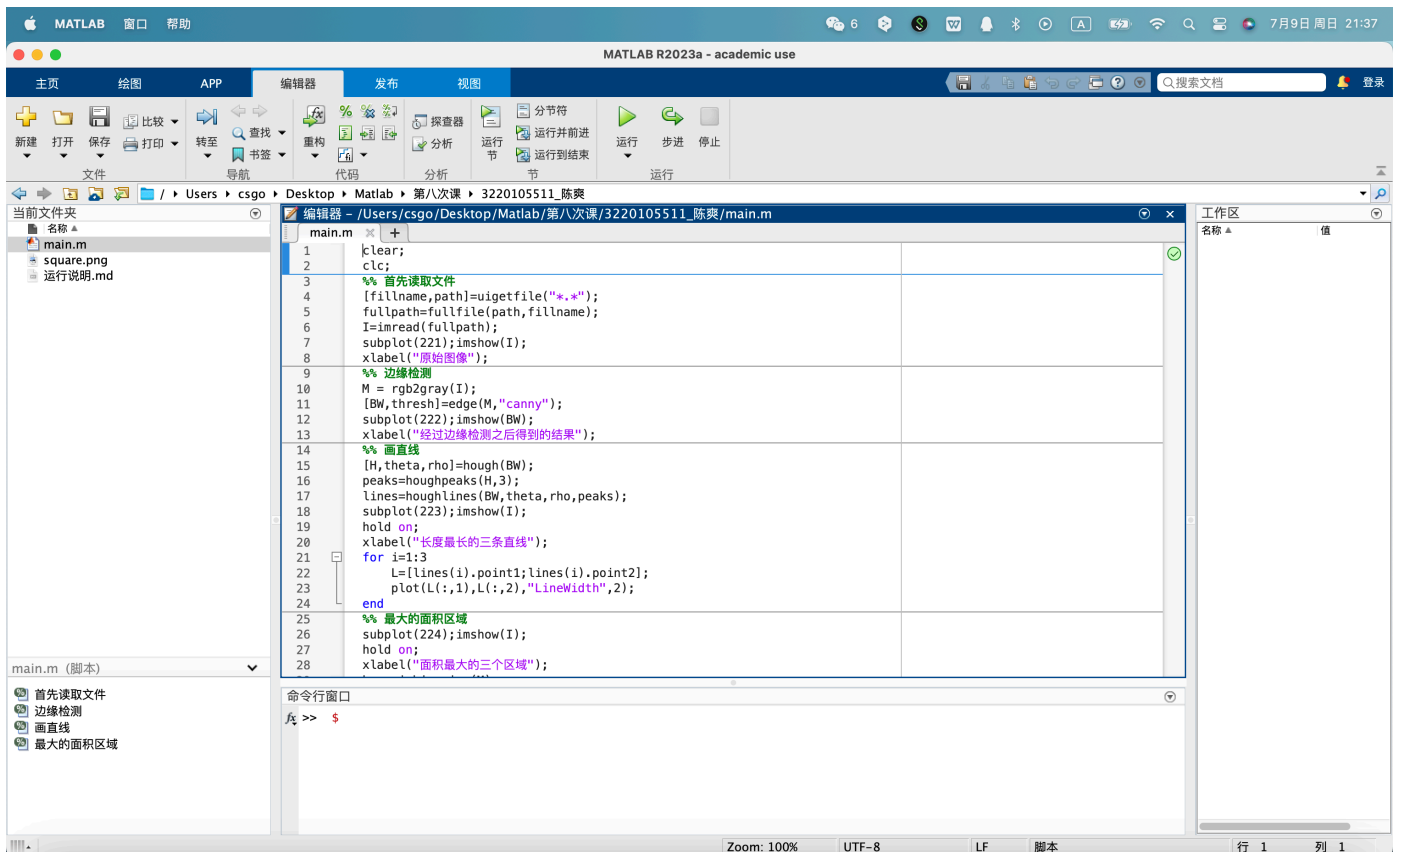 MATLAB 窗口 帮助 6 A 7月9日 周日 21:37
MATLAB R2023a - academic use
主页 绘图 APP 编辑器 发布 视图 搜索文档 登录
新建 打开 保存 比较 打印 转至 查找 书签 重构 探查器 分析 运行节 分节符 运行并前进 运行到结束 运行 步进 停止
文件 导航 代码 分析 节 运行
/ Users csgo Desktop Matlab 第八次课 3220105511_陈爽
当前文件夹
名称
main.m
square.png
运行说明.md
编辑器 - /Users/csgo/Desktop/Matlab/第八次课/3220105511_陈爽/main.m
main.m
1 clear;
2 clc;
3 %% 首先读取文件
4 [fillname,path]=uigetfile("*.*");
5 fullpath=fullfile(path,fillname);
6 I=imread(fullpath);
7 subplot(221);imshow(I);
8 xlabel("原始图像");
9 %% 边缘检测
10 M = rgb2gray(I);
11 [BW,thresh]=edge(M,"canny");
12 subplot(222);imshow(BW);
13 xlabel("经过边缘检测之后得到的结果");
14 %% 画直线
15 [H,theta,rho]=hough(BW);
16 peaks=houghpeaks(H,3);
17 lines=houghlines(BW,theta,rho,peaks);
18 subplot(223);imshow(I);
19 hold on;
20 xlabel("长度最长的三条直线");
21 for i=1:3
22 L=[lines(i).point1;lines(i).point2];
23 plot(L(:,1),L(:,2),"LineWidth",2);
24 end
25 %% 最大的面积区域
26 subplot(224);imshow(I);
27 hold on;
28 xlabel("面积最大的三个区域");
工作区
名称 值
main.m (脚本)
首先读取文件
边缘检测
画直线
最大的面积区域
命令行窗口
fx >> $
Zoom: 100% UTF-8 LF 脚本 行 1 列 1